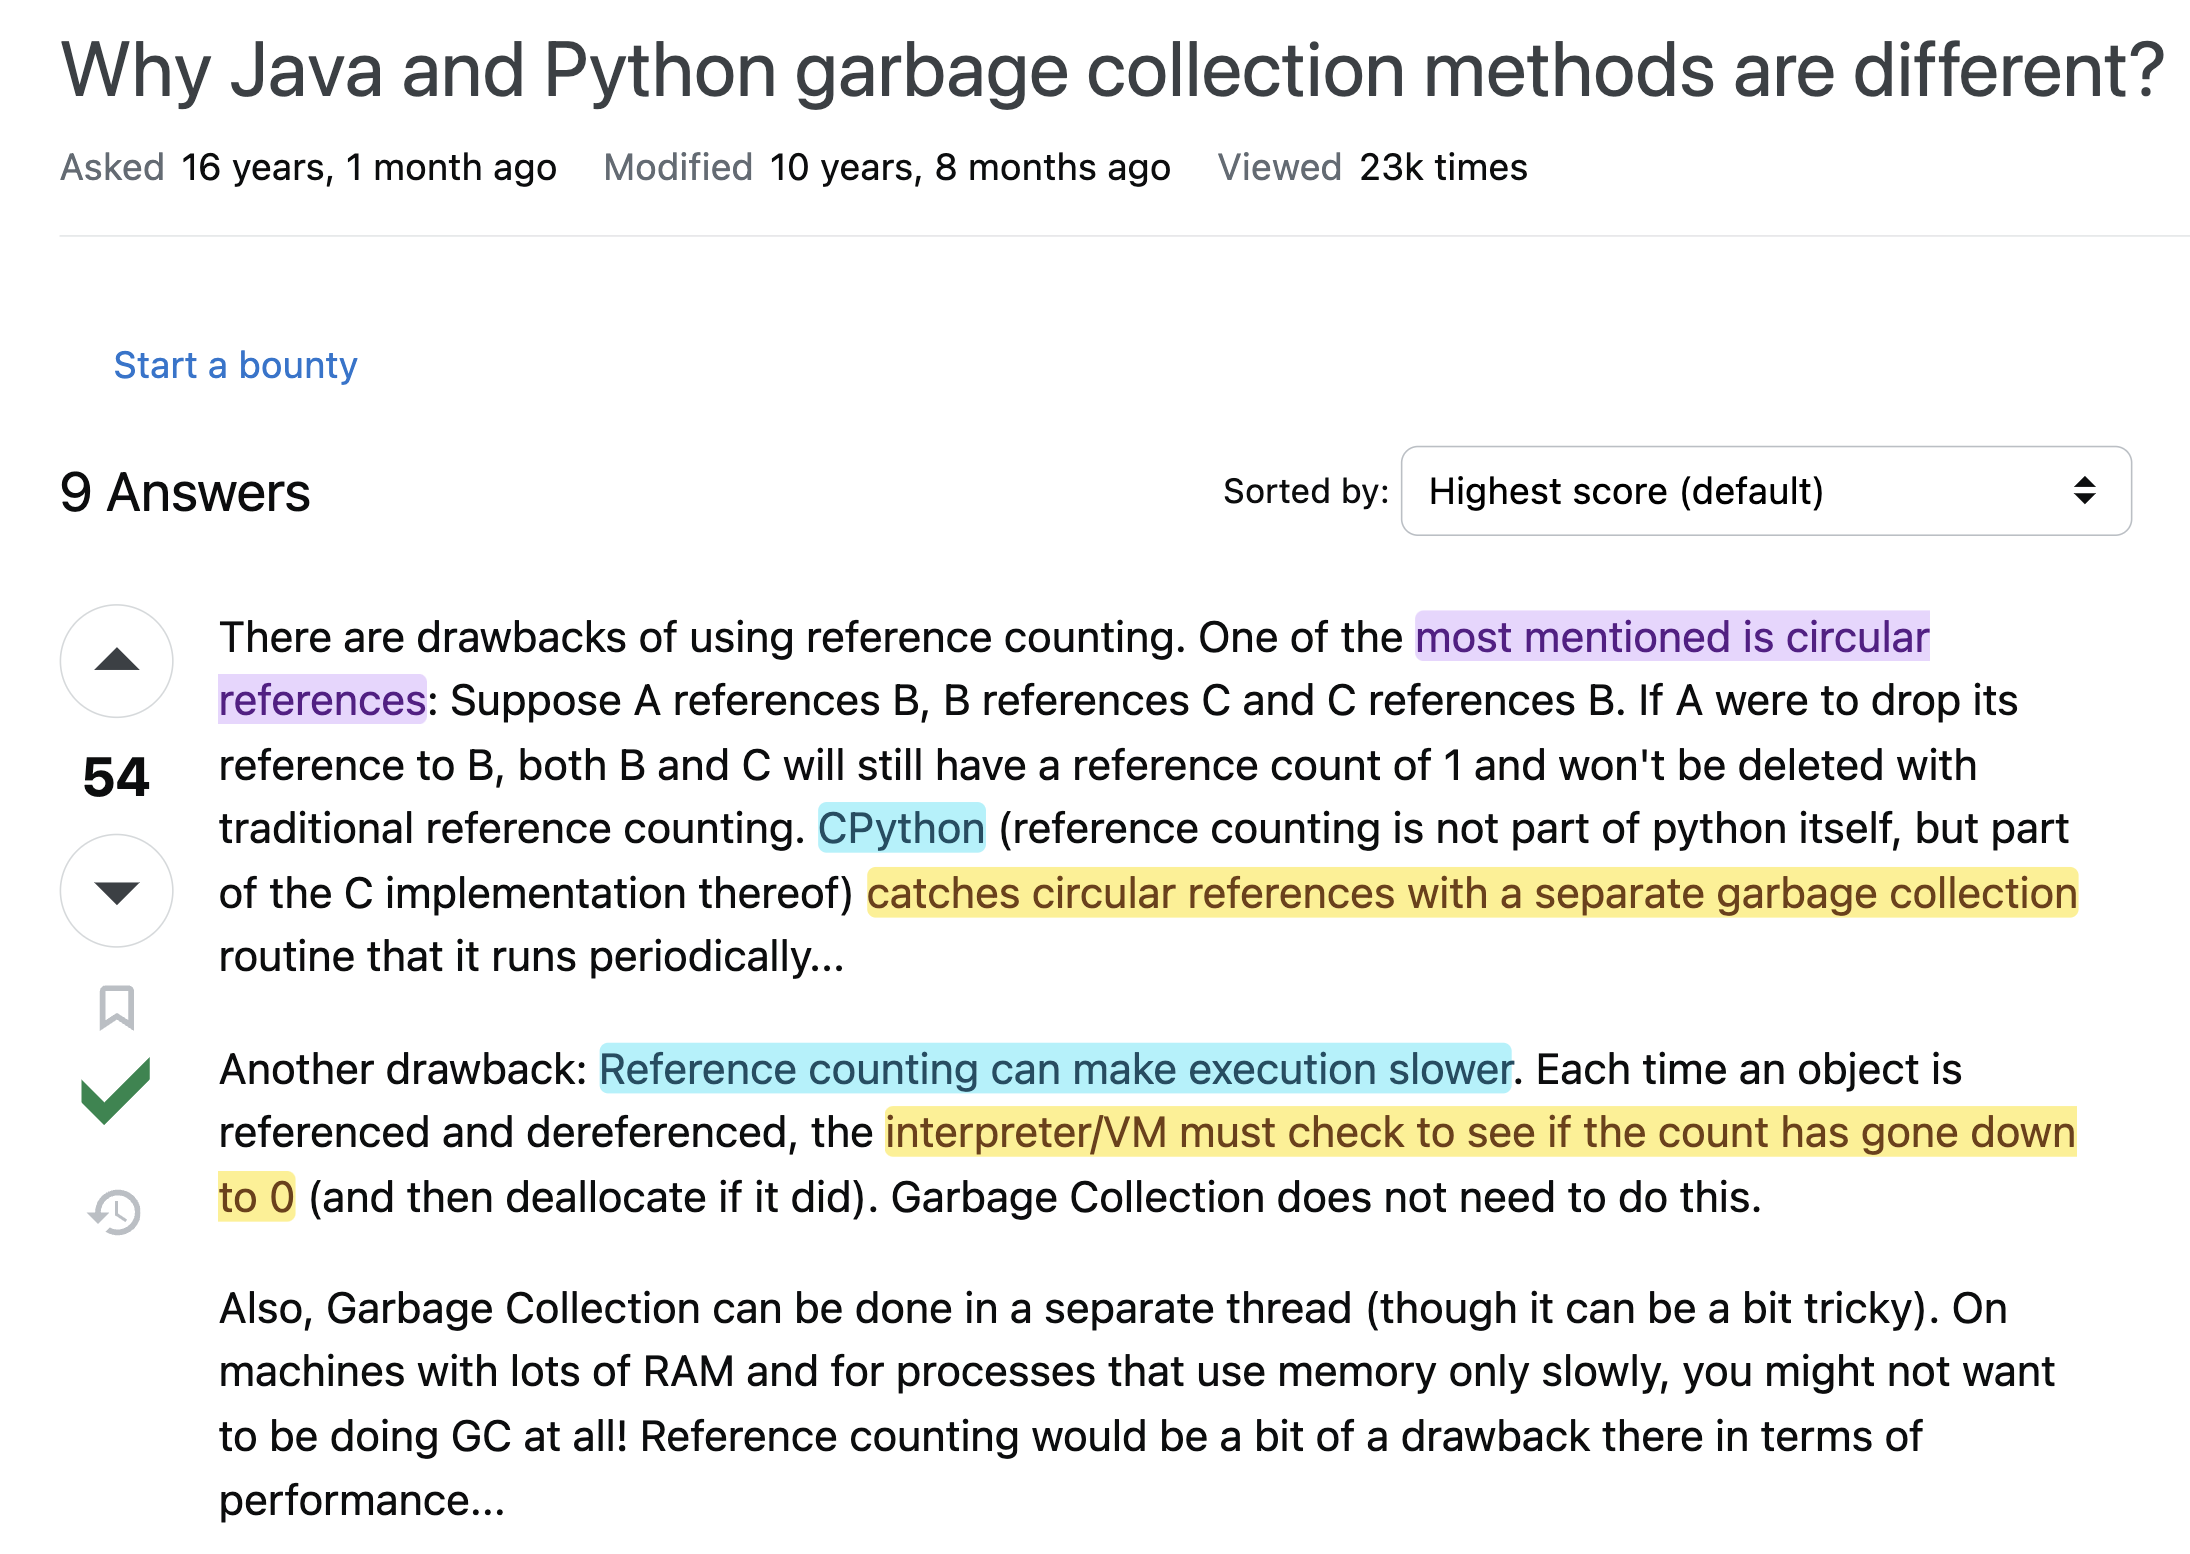 Why Java and Python garbage collection methods are different?
Asked 16 years, 1 month ago Modified 10 years, 8 months ago Viewed 23k times
Start a bounty
9 Answers
Sorted by: Highest score (default)
There are drawbacks of using reference counting. One of the most mentioned is circular
references: Suppose A references B, B references C and C references B. If A were to drop its
reference to B, both B and C will still have a reference count of 1 and won't be deleted with
traditional reference counting. CPython (reference counting is not part of python itself, but part
of the C implementation thereof) catches circular references with a separate garbage collection
routine that it runs periodically...
54
Another drawback: Reference counting can make execution slower. Each time an object is
referenced and dereferenced, the interpreter/VM must check to see if the count has gone down
to 0 (and then deallocate if it did). Garbage Collection does not need to do this.
Also, Garbage Collection can be done in a separate thread (though it can be a bit tricky). On
machines with lots of RAM and for processes that use memory only slowly, you might not want
to be doing GC at all! Reference counting would be a bit of a drawback there in terms of
performance...